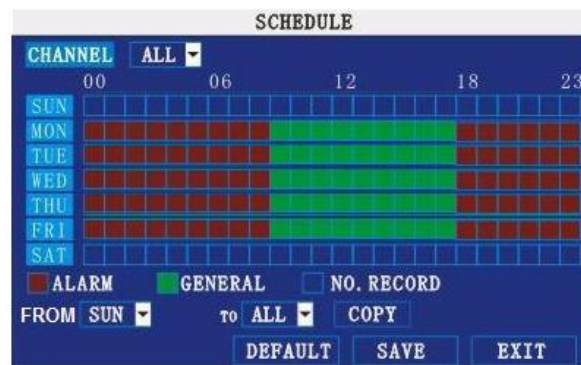 SCHEDULE
CHANNEL ALL
00 06 12 18 23
SUN
MON
TUE
WED
THU
FRI
SAT
ALARM GENERAL NO. RECORD
FROM SUN TO ALL COPY
DEFAULT SAVE EXIT